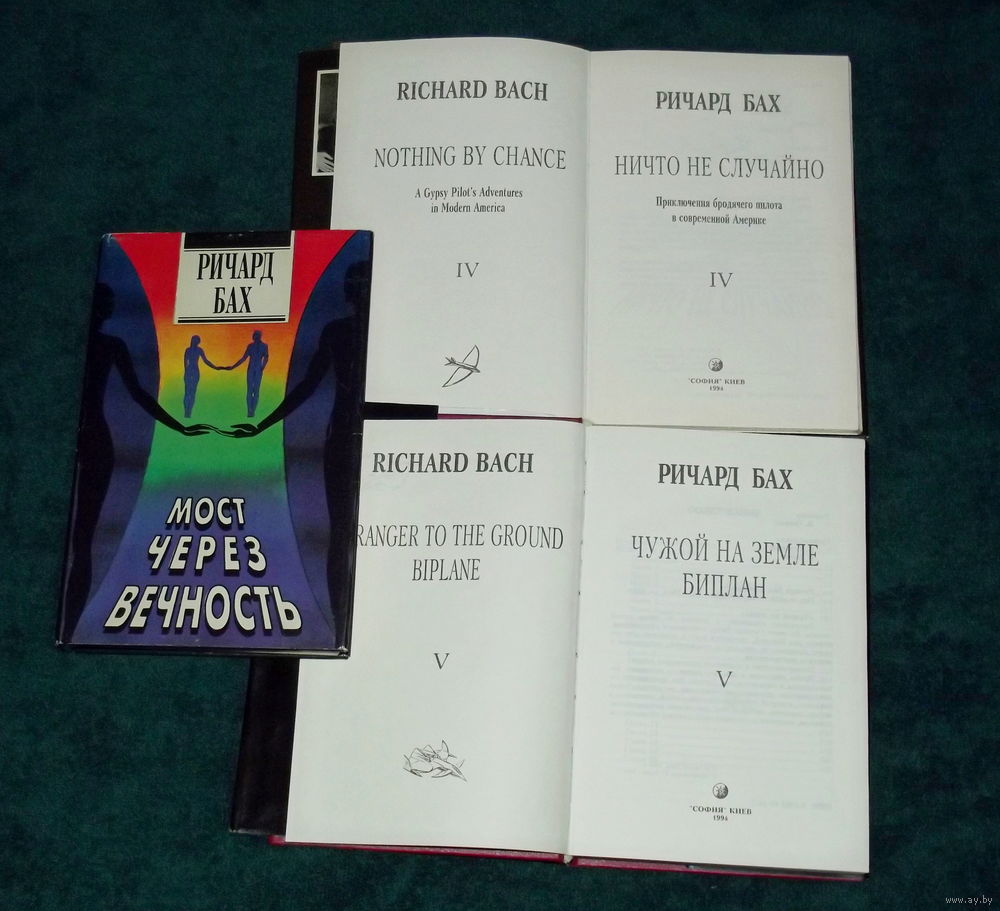 RICHARD BACH
NOTHING BY CHANCE
A Gypsy Pilot's Adventures
in Modern America
IV
РИЧАРД БАХ
НИЧТО НЕ СЛУЧАЙНО
Приключения бродячего пилота
в современной Америке
IV
"СОФИЯ" КИЕВ
1994
РИЧАРД
БАХ
МОСТ
ЧЕРЕЗ
ВЕЧНОСТЬ
RICHARD BACH
RANGER TO THE GROUND
BIPLANE
V
РИЧАРД БАХ
ЧУЖОЙ НА ЗЕМЛЕ
БИПЛАН
V
"СОФИЯ" КИЕВ
1994
www.ay.by